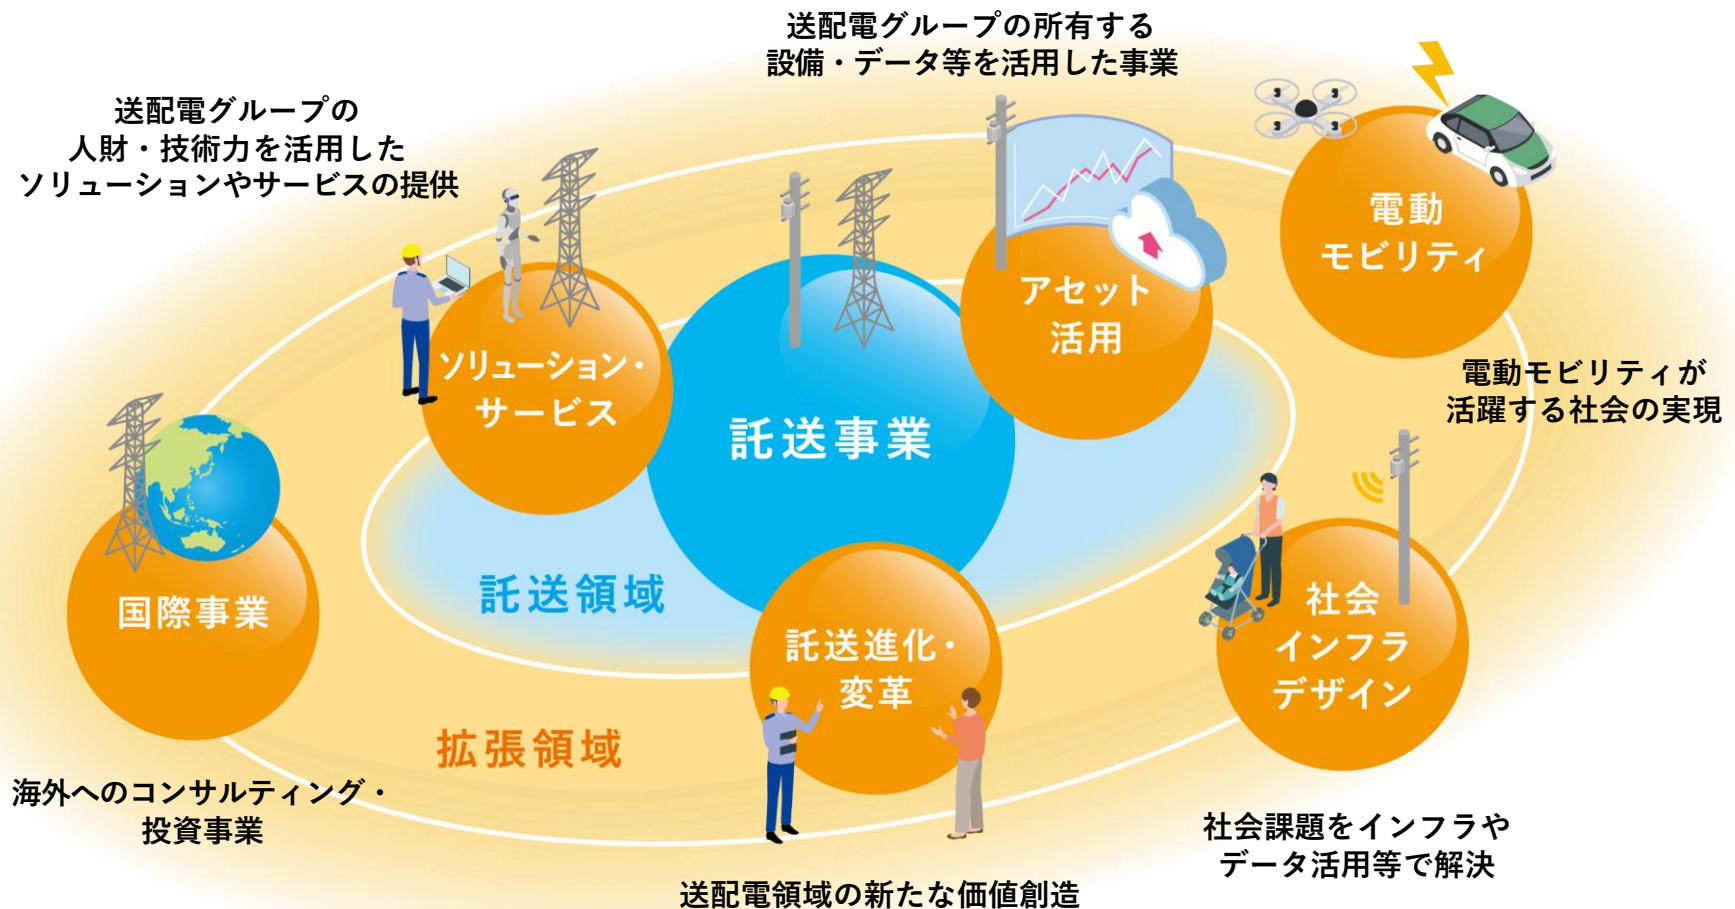 送配電グループの所有する
設備・データ等を活用した事業
送配電グループの
人財・技術力を活用した
ソリューションやサービスの提供
電動
モビリティ
アセット
活用
ソリューション・
サービス
電動モビリティが
活躍する社会の実現
託送事業
国際事業
託送領域
託送進化・
変革
社会
インフラ
デザイン
拡張領域
海外へのコンサルティング・
投資事業
社会課題をインフラや
データ活用等で解決
送配電領域の新たな価値創造